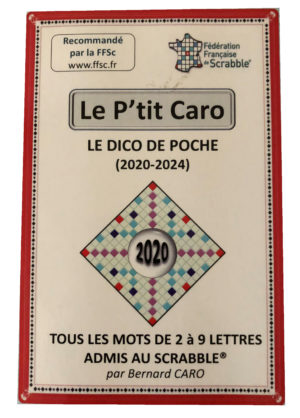 Recommandé
par la FFSc
www.ffsc.fr
Fédération
Française
de Scrabble®
Le P'tit Caro
LE DICO DE POCHE
(2020-2024)
2020
TOUS LES MOTS DE 2 à 9 LETTRES
ADMIS AU SCRABBLE®
par Bernard CARO